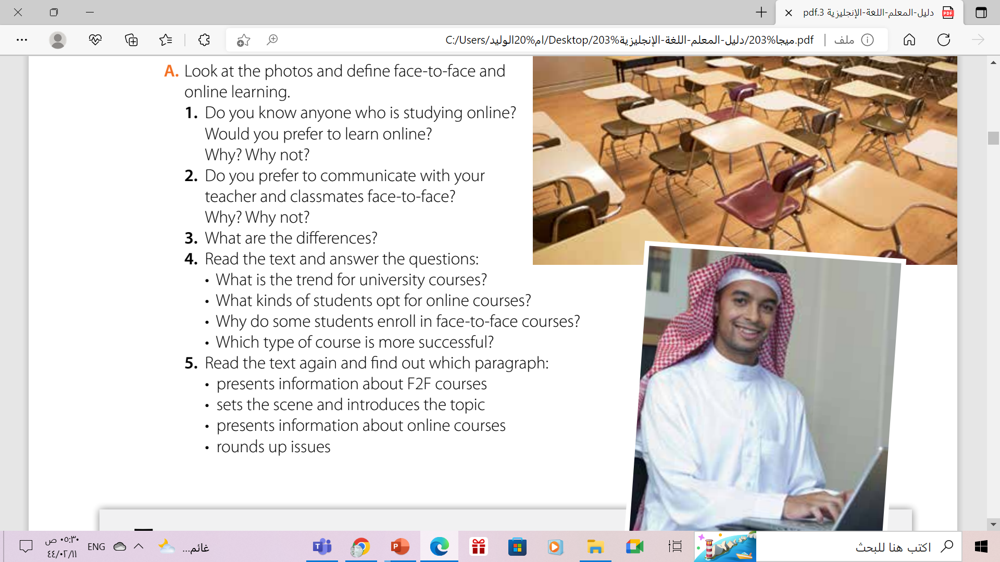 دليل-المعلم-اللغة-الإنجليزية 3.pdf
C:/Users/ام%20الوليد/Desktop/ميجا%203/دليل-المعلم-اللغة-الإنجليزية%203.pdf
ملف
A. Look at the photos and define face-to-face and
online learning.
1. Do you know anyone who is studying online?
Would you prefer to learn online?
Why? Why not?
2. Do you prefer to communicate with your
teacher and classmates face-to-face?
Why? Why not?
3. What are the differences?
4. Read the text and answer the questions:
• What is the trend for university courses?
• What kinds of students opt for online courses?
• Why do some students enroll in face-to-face courses?
• Which type of course is more successful?
5. Read the text again and find out which paragraph:
• presents information about F2F courses
• sets the scene and introduces the topic
• presents information about online courses
• rounds up issues
اكتب هنا للبحث
غائم...
ENG
٠٥:٣٠ ص
٤٤/٠٢/١١